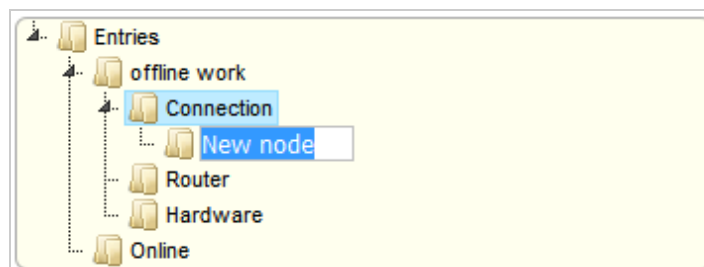 Entries
offline work
Connection
New node
Router
Hardware
Online